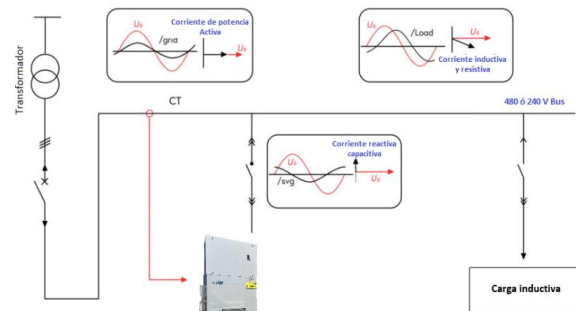 Us
Corriente de potencia
Activa
/grid
Us
Us
/Load
Us
Corriente inductiva
y resistiva
Transformador
CT
480 ó 240 V Bus
Corriente reactiva
capacitiva
Us
/svg
Us
Carga inductiva